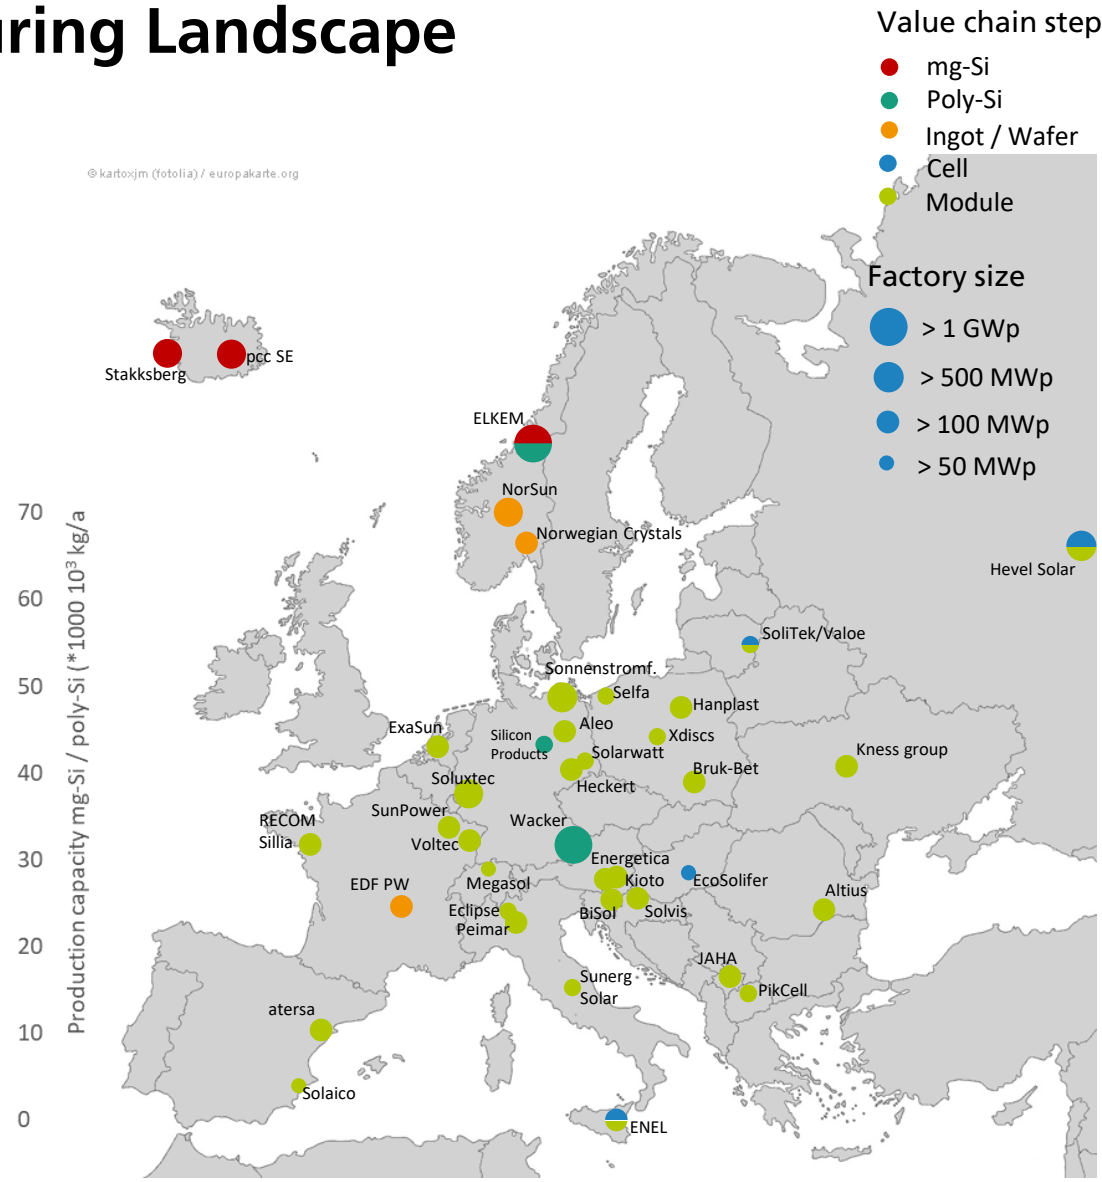 uring Landscape
Value chain step
mg-Si
Poly-Si
Ingot / Wafer
Cell
Module
© kartoxjm (fotolia) / europakarte.org
Factory size
> 1 GWp
> 500 MWp
> 100 MWp
> 50 MWp
pcc SE
Stakksberg
ELKEM
NorSun
Norwegian Crystals
Hevel Solar
70
60
50
40
30
20
10
0
Production capacity mg-Si / poly-Si (*1000 10³ kg/a
SoliTek/Valoe
Sonnenstromf.
Selfa
Hanplast
Aleo
ExaSun
Silicon
Products
Xdiscs
Solarwatt
Kness group
Bruk-Bet
Soluxtec
Heckert
SunPower
RECOM
Sillia
Wacker
Voltec
Energetica
Megasol
Kioto
EcoSolifer
EDF PW
Altius
Eclipse
Peimar
BiSol
Solvis
JAHA
Sunerg
Solar
PikCell
atersa
Solaico
ENEL